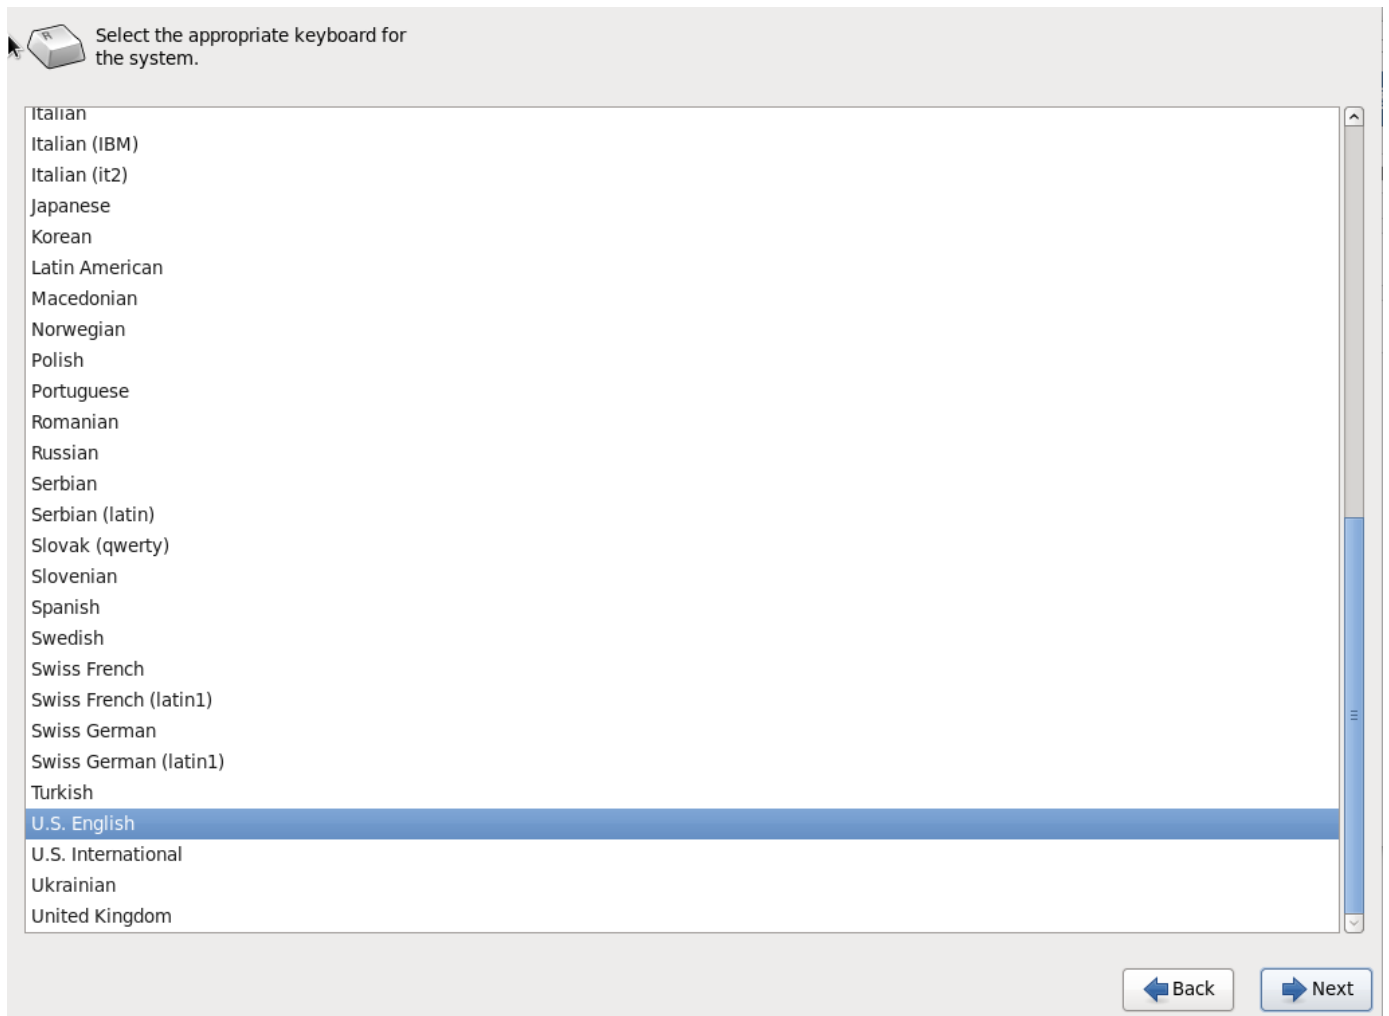 Select the appropriate keyboard for
the system.
Italian
Italian (IBM)
Italian (it2)
Japanese
Korean
Latin American
Macedonian
Norwegian
Polish
Portuguese
Romanian
Russian
Serbian
Serbian (latin)
Slovak (qwerty)
Slovenian
Spanish
Swedish
Swiss French
Swiss French (latin1)
Swiss German
Swiss German (latin1)
Turkish
U.S. English
U.S. International
Ukrainian
United Kingdom
Back Next